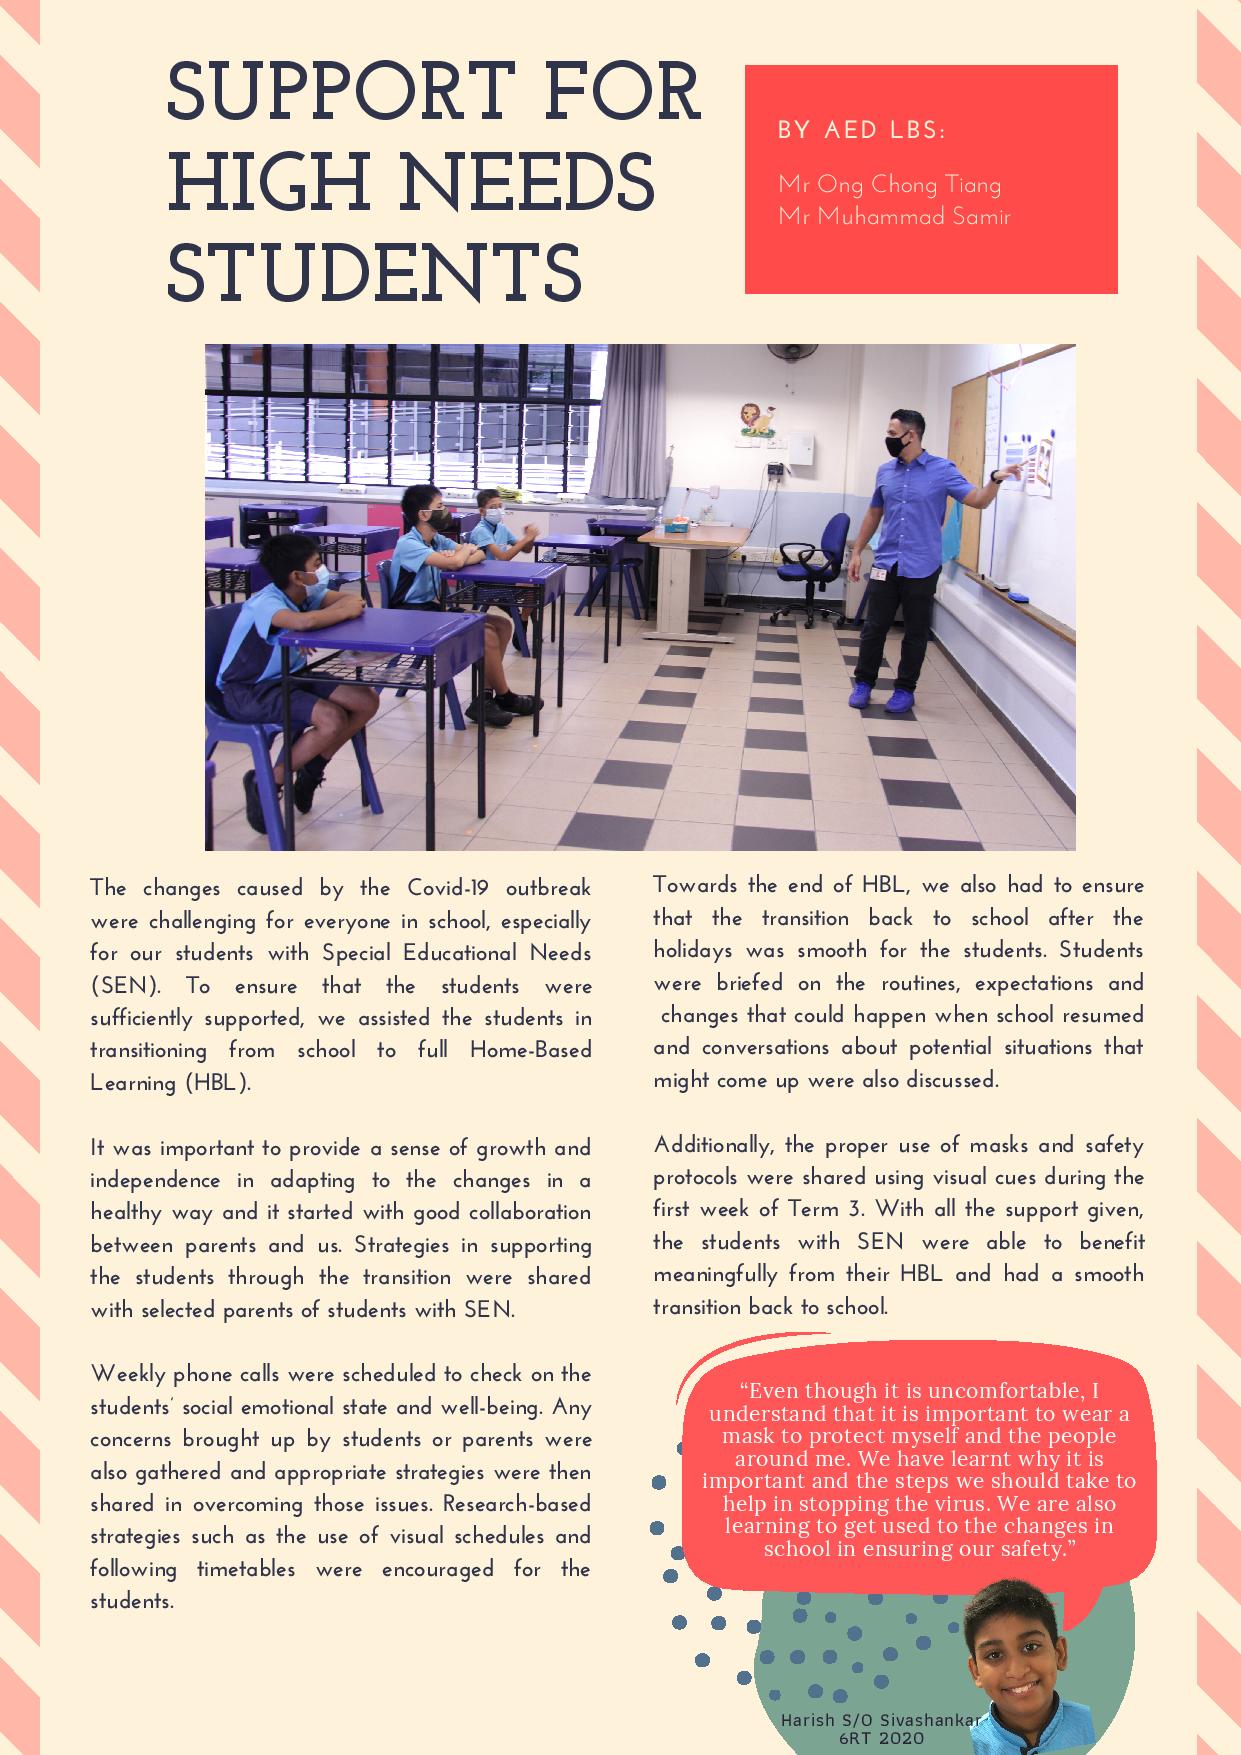 SUPPORT FOR
HIGH NEEDS
STUDENTS
BY AED LBS:
Mr Ong Chong Tiang
Mr Muhammad Samir
The changes caused by the Covid-19 outbreak
were challenging for everyone in school, especially
for our students with Special Educational Needs
(SEN). To ensure that the students were
sufficiently supported, we assisted the students in
transitioning from school to full Home-Based
Learning (HBL).
It was important to provide a sense of growth and
independence in adapting to the changes in a
healthy way and it started with good collaboration
between parents and us. Strategies in supporting
the students through the transition were shared
with selected parents of students with SEN.
Weekly phone calls were scheduled to check on the
students' social emotional state and well-being. Any
concerns brought up by students or parents were
also gathered and appropriate strategies were then
shared in overcoming those issues. Research-based
strategies such as the use of visual schedules and
following timetables were encouraged for the
students.
Towards the end of HBL, we also had to ensure
that the transition back to school after the
holidays was smooth for the students. Students
were briefed on the routines, expectations and
changes that could happen when school resumed
and conversations about potential situations that
might come up were also discussed.
Additionally, the proper use of masks and safety
protocols were shared using visual cues during the
first week of Term 3. With all the support given,
the students with SEN were able to benefit
meaningfully from their HBL and had a smooth
transition back to school.
“Even though it is uncomfortable, I
understand that it is important to wear a
mask to protect myself and the people
around me. We have learnt why it is
important and the steps we should take to
help in stopping the virus. We are also
learning to get used to the changes in
school in ensuring our safety.”
Harish S/O Sivashankar
6RT 2020